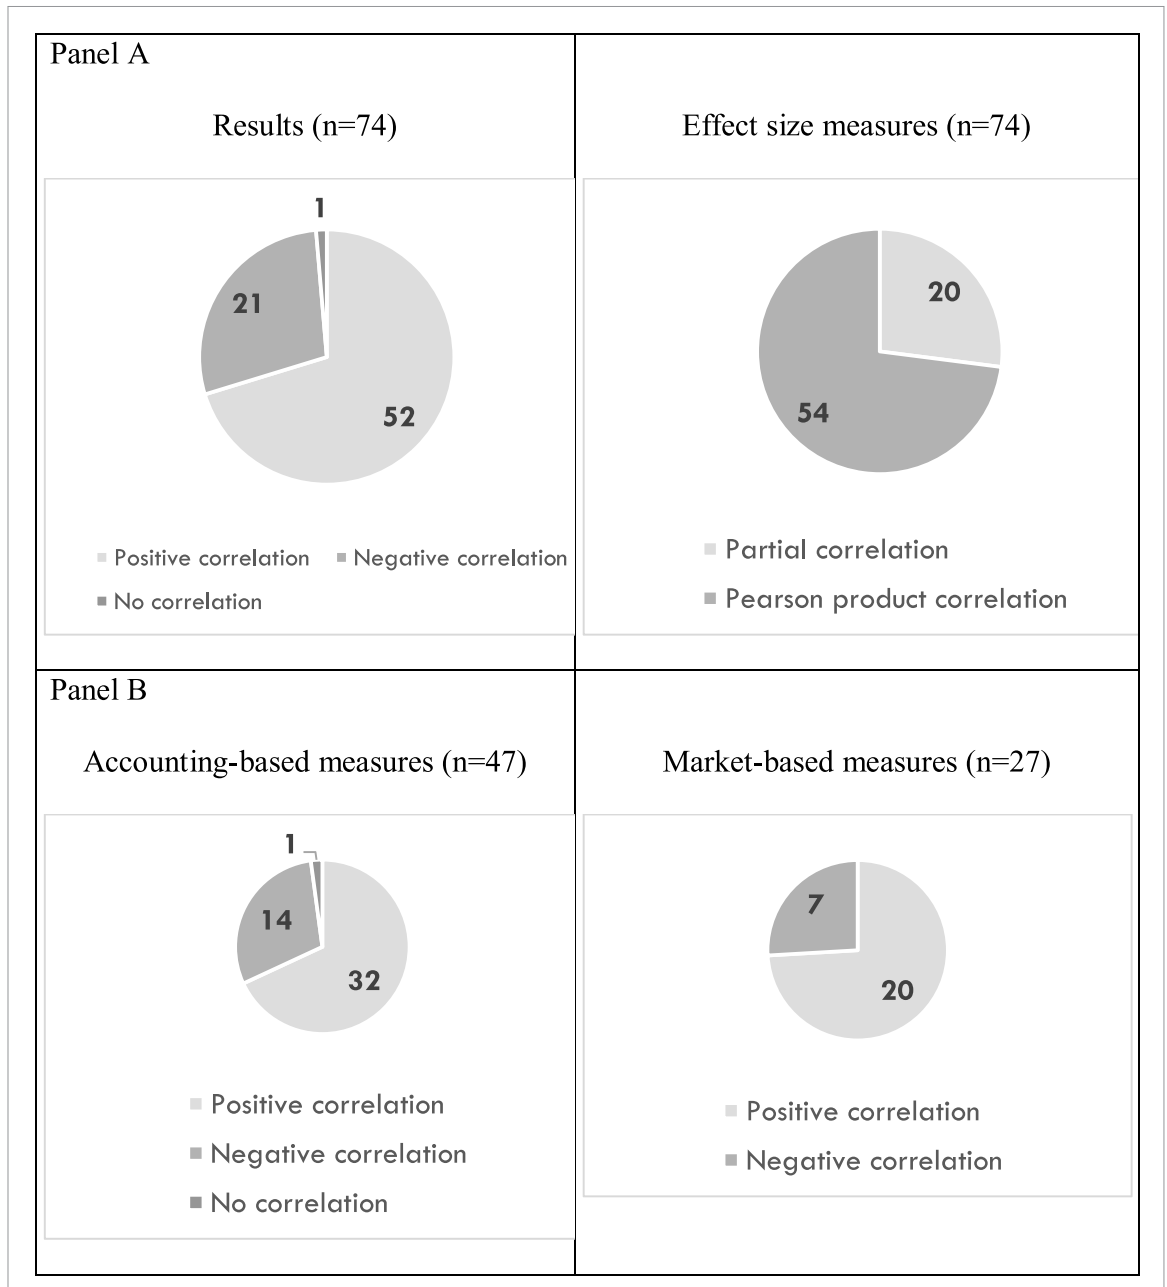 Panel A
Results (n=74)
1
21
52
Positive correlation Negative correlation
No correlation
Effect size measures (n=74)
20
54
Partial correlation
Pearson product correlation
Panel B
Accounting-based measures (n=47)
1
14
32
Positive correlation
Negative correlation
No correlation
Market-based measures (n=27)
7
20
Positive correlation
Negative correlation